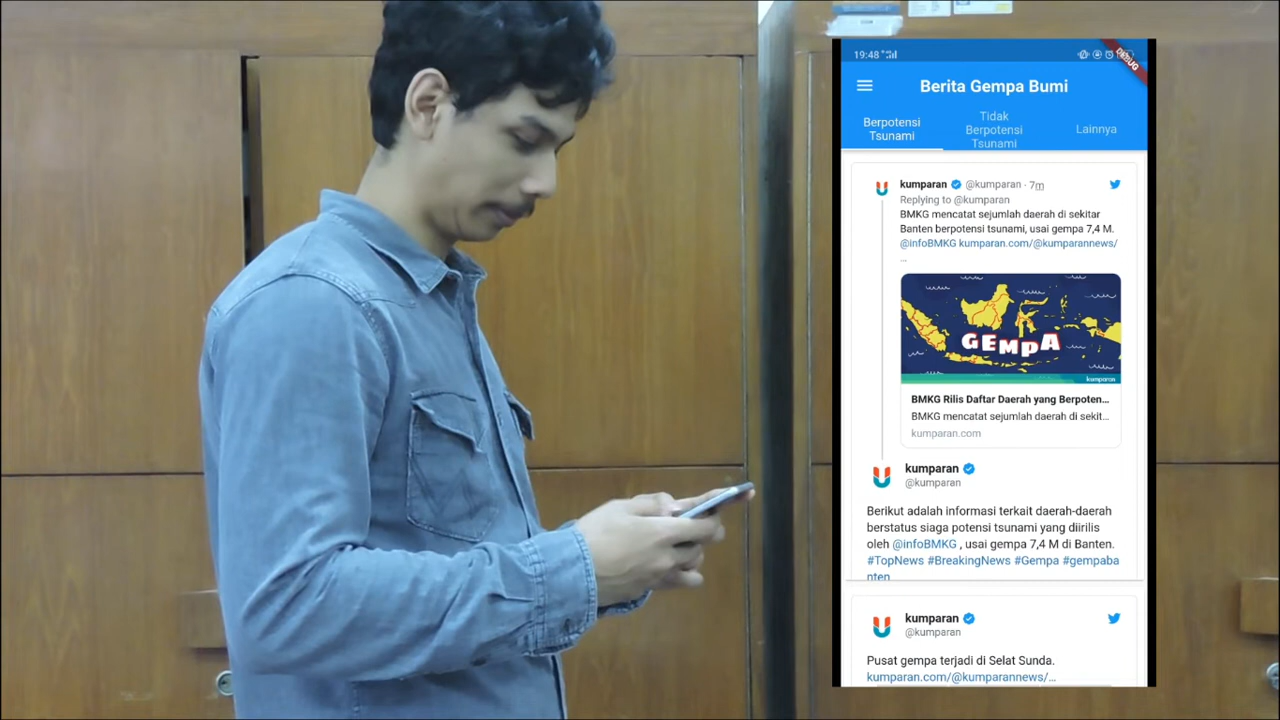 19:48
DEBUG
Berita Gempa Bumi
Berpotensi
Tsunami
Tidak
Berpotensi
Tsunami
Lainnya
kumparan @kumparan · 7m
Replying to @kumparan
BMKG mencatat sejumlah daerah di sekitar
Banten berpotensi tsunami, usai gempa 7,4 M.
@infoBMKG kumparan.com/@kumparannews/
...
GEMPA
kumparan
BMKG Rilis Daftar Daerah yang Berpoten...
BMKG mencatat sejumlah daerah di sekit...
kumparan.com
kumparan
@kumparan
Berikut adalah informasi terkait daerah-daerah
berstatus siaga potensi tsunami yang diirilis
oleh @infoBMKG , usai gempa 7,4 M di Banten.
#TopNews #BreakingNews #Gempa #gempaba
nten
kumparan
@kumparan
Pusat gempa terjadi di Selat Sunda.
kumparan.com/@kumparannews/...